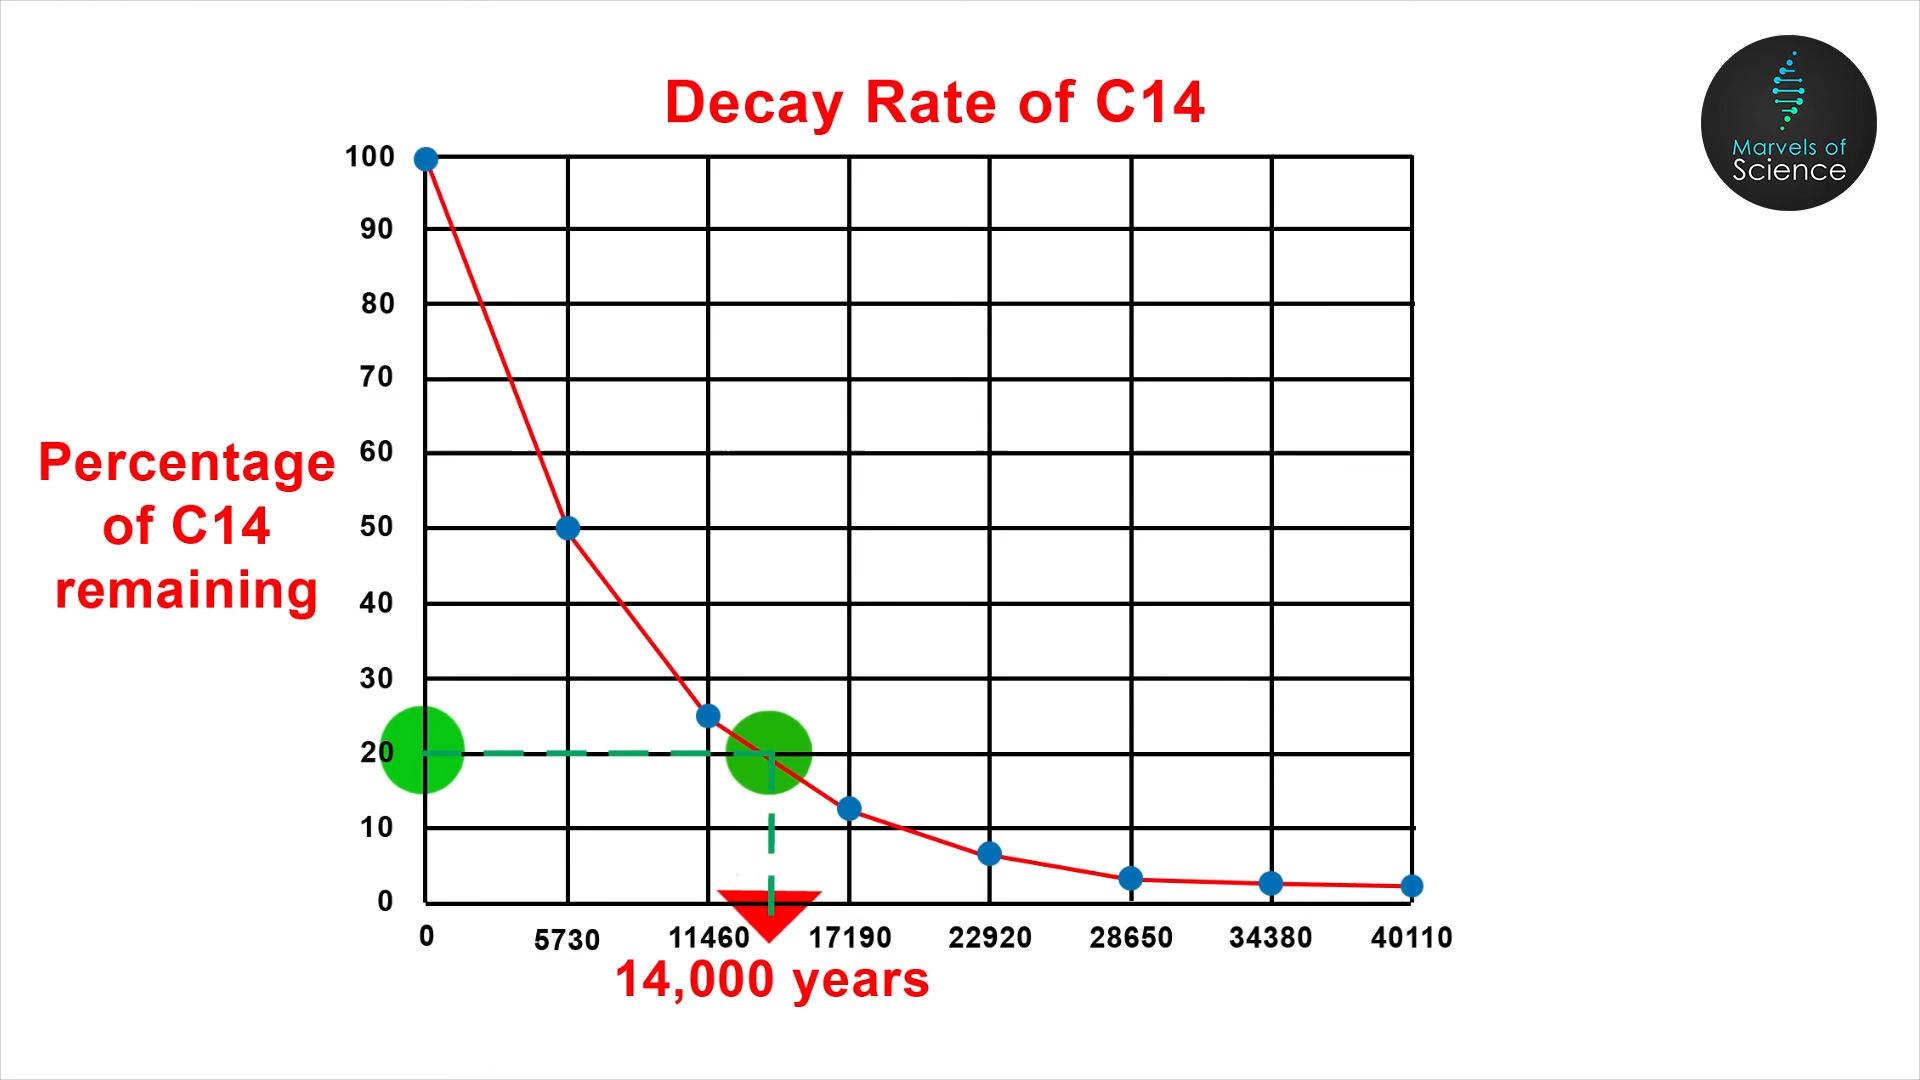 Decay Rate of C14
Marvels of
Science
100
90
80
70
60
50
40
30
20
10
0
Percentage
of C14
remaining
0 5730 11460 17190 22920 28650 34380 40110
14,000 years